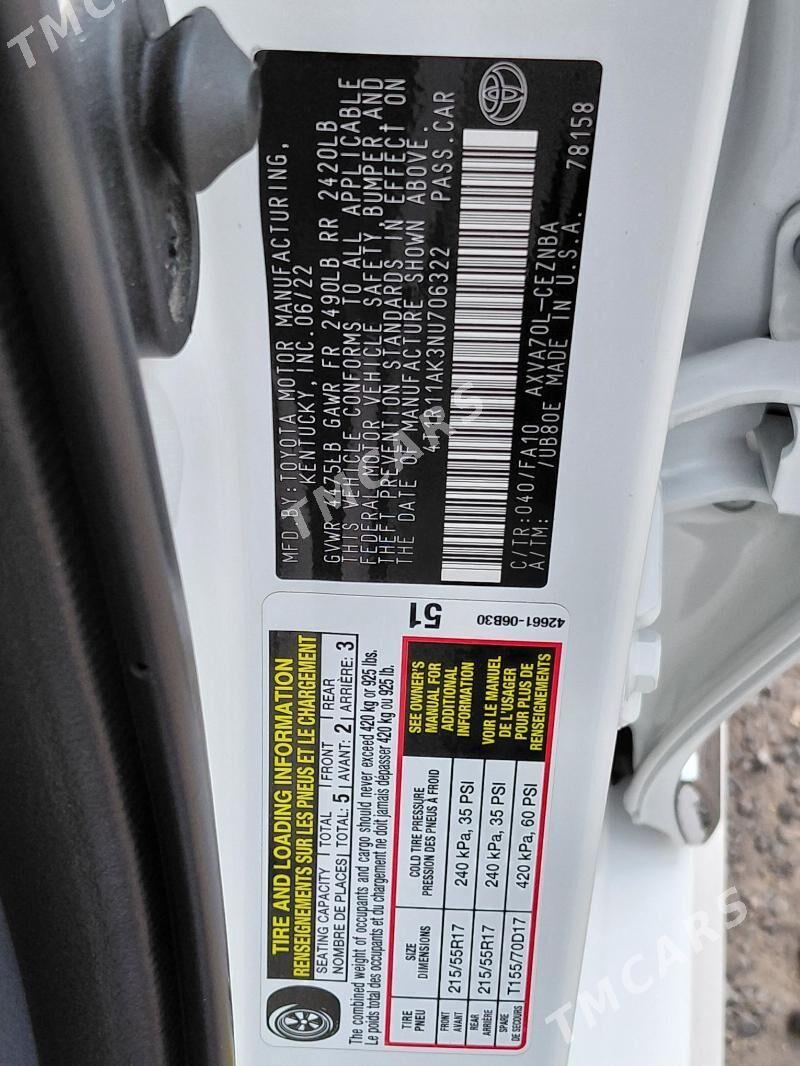 MFD BY:TOYOTA MOTOR MANUFACTURING,
KENTUCKY, INC. 06/22
GVWR GAWR FR 2490LB RR 2420LB
THIS VEHICLE CONFORMS TO ALL APPLICABLE
FEDERAL MOTOR VEHICLE SAFETY, BUMPER, AND
THEFT PREVENTION STANDARDS IN EFFECT ON
THE DATE OF MANUFACTURE SHOWN ABOVE.
11AK3NU706322 PASS.CAR
C/TR:040/FA10 AXVA70L-CEZNBA
A/TM: /UB80E MADE IN U.S.A. 78158
TIRE AND LOADING INFORMATION
RENSEIGNEMENTS SUR LES PNEUS ET LE CHARGEMENT
SEATING CAPACITY | TOTAL | FRONT | REAR
NOMBRE DE PLACES | TOTAL: 5 | AVANT: 2 | ARRIÈRE: 3
The combined weight of occupants and cargo should never exceed 420 kg or 925 lbs.
Le poids total des occupants et du chargement ne doit jamais dépasser 420 kg ou 925 lb.
TIRE PNEU SIZE DIMENSIONS COLD TIRE PRESSURE PRESSION DES PNEUS À FROID
FRONT AVANT 215/55R17 240 kPa, 35 PSI
REAR ARRIÈRE 215/55R17 240 kPa, 35 PSI
SPARE DE SECOURS T155/70D17 420 kPa, 60 PSI
SEE OWNER'S
MANUAL FOR
ADDITIONAL
INFORMATION
VOIR LE MANUEL
DE L'USAGER
POUR PLUS DE
RENSEIGNEMENTS
51
42661-06B30
TMCARS
TMCARS
TMCARS